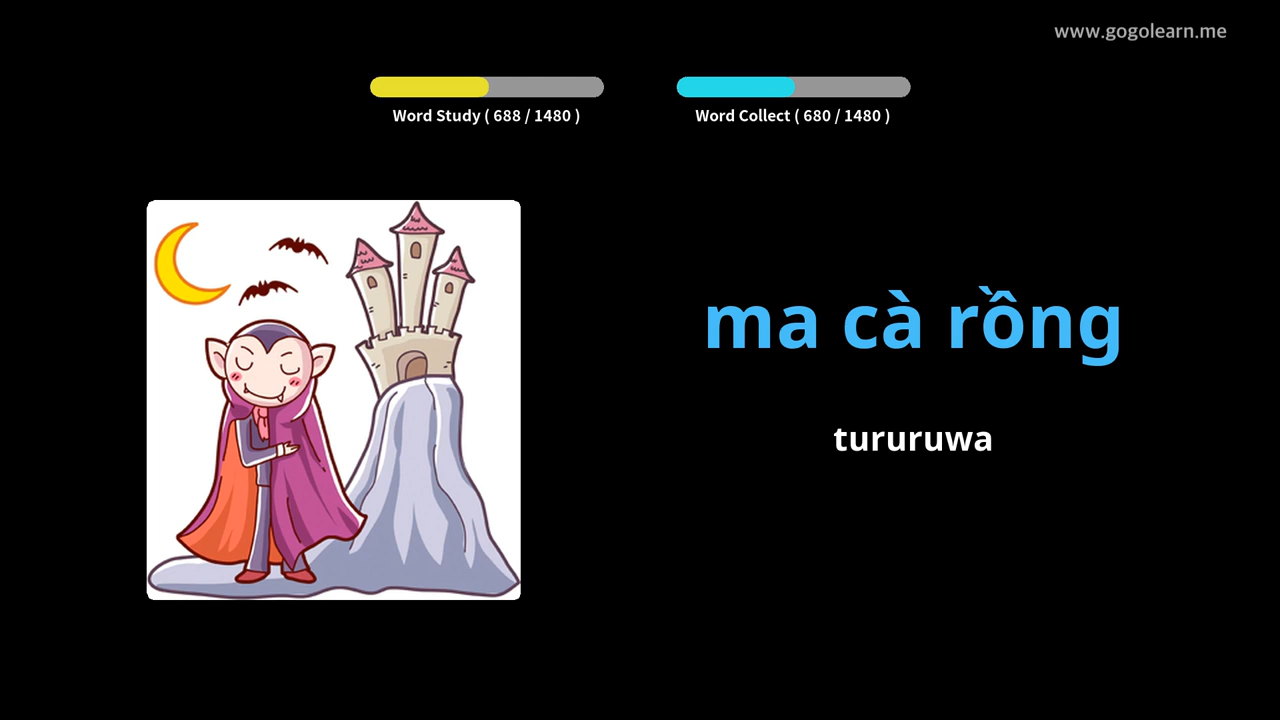 www.gogolearn.me
Word Study ( 688 / 1480 )
Word Collect ( 680 / 1480 )
ma cà rồng
tururuwa